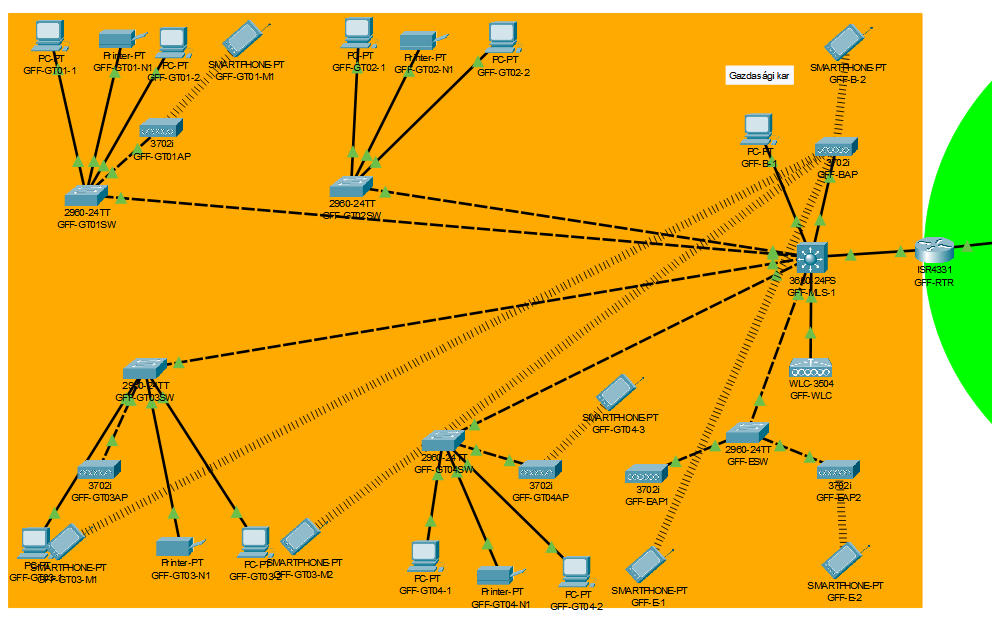 PC-PT
GFF-GT01-1
Printer-PT
GFF-GT01-N1
PC-PT
GFF-GT01-2
SMARTPHONE-PT
GFF-GT01-M1
3702i
GFF-GT01AP
2960-24TT
GFF-GT01SW
PC-PT
GFF-GT02-1
Printer-PT
GFF-GT02-N1
PC-PT
GFF-GT02-2
2960-24TT
GFF-GT02SW
Gazdasági kar
SMARTPHONE-PT
GFF-B-2
PC-PT
GFF-B-1
3702i
GFF-BAP
3650-24PS
GFF-MLS-1
ISR4331
GFF-RTR
WLC-3504
GFF-WLC
2960-24TT
GFF-GT03SW
3702i
GFF-GT03AP
PC-PT
GFF-GT03-1
SMARTPHONE-PT
GFF-GT03-M1
Printer-PT
GFF-GT03-N1
PC-PT
GFF-GT03-2
SMARTPHONE-PT
GFF-GT03-M2
2960-24TT
GFF-GT04SW
SMARTPHONE-PT
GFF-GT04-3
3702i
GFF-GT04AP
PC-PT
GFF-GT04-1
Printer-PT
GFF-GT04-N1
PC-PT
GFF-GT04-2
2960-24TT
GFF-ESW
3702i
GFF-EAP1
3702i
GFF-EAP2
SMARTPHONE-PT
GFF-E-1
SMARTPHONE-PT
GFF-E-2